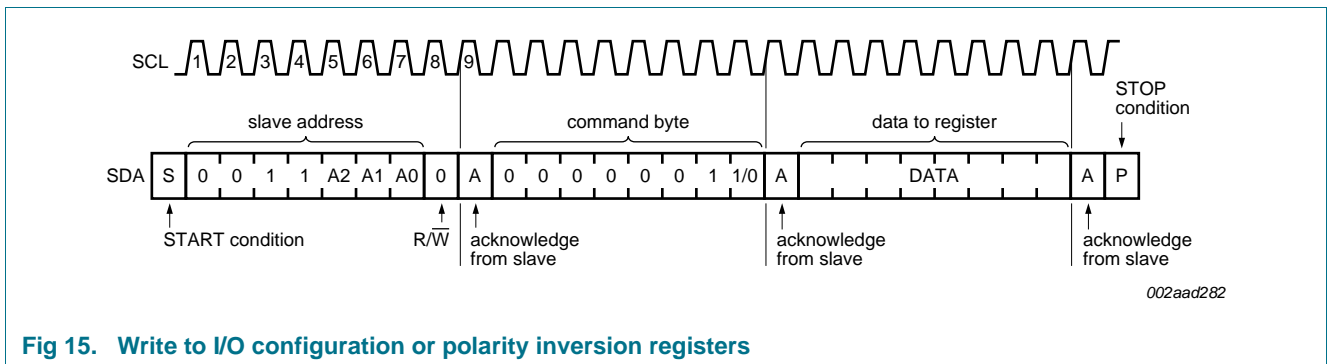 SCL 1 2 3 4 5 6 7 8 9
STOP
condition
slave address command byte data to register
SDA S 0 0 1 1 A2 A1 A0 0 A 0 0 0 0 0 0 1 1/0 A DATA A P
START condition R/W̅ acknowledge from slave acknowledge from slave acknowledge from slave
002aad282
Fig 15. Write to I/O configuration or polarity inversion registers